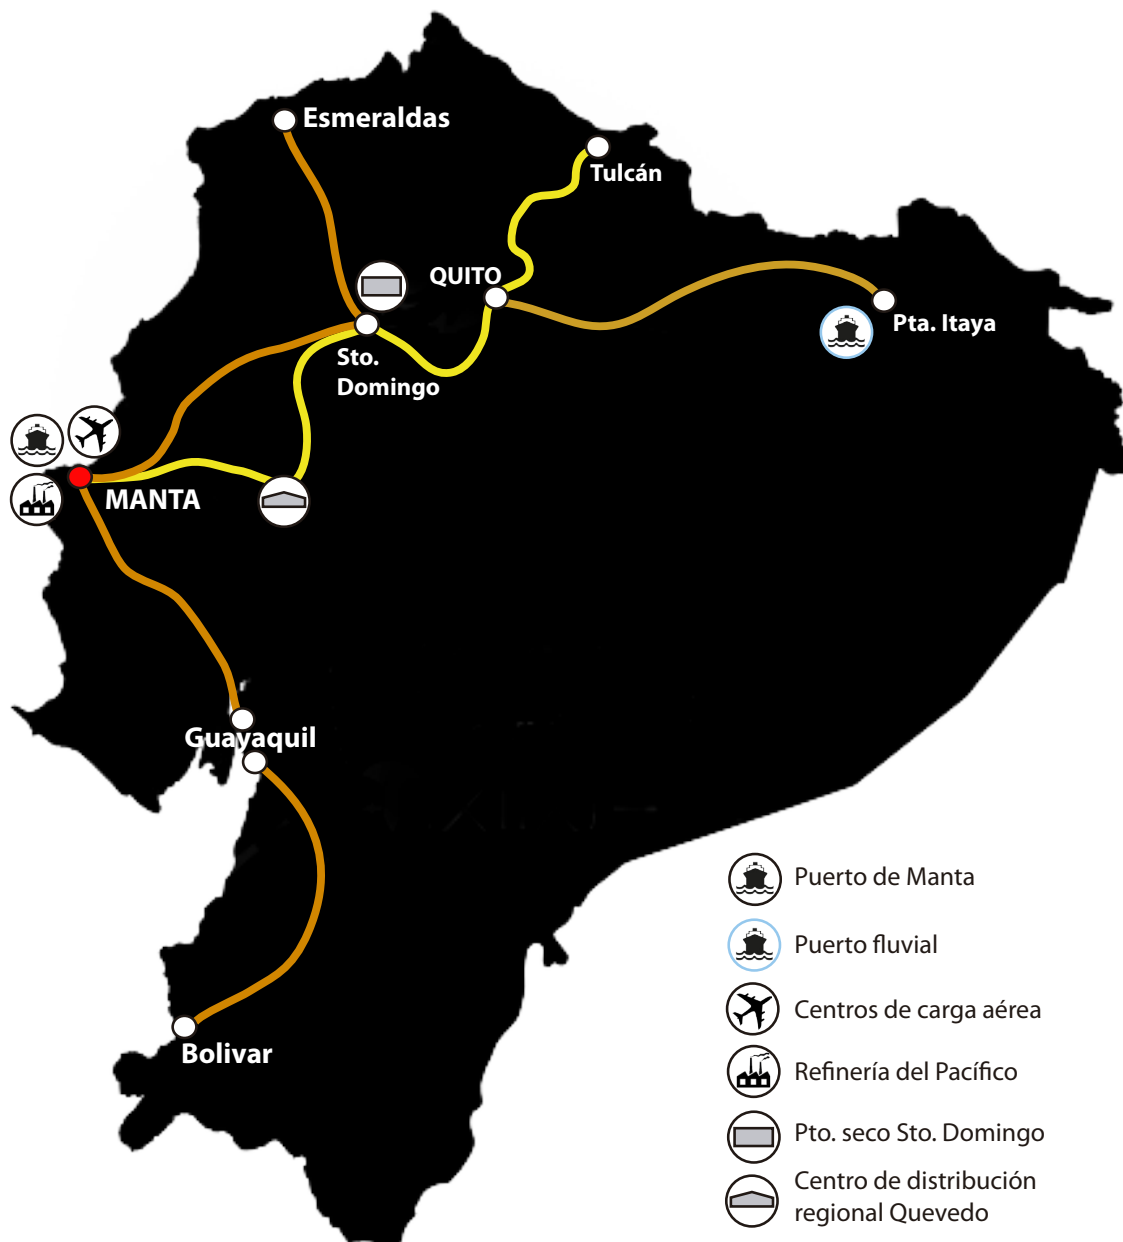 Esmeraldas
Tulcán
QUITO
Pta. Itaya
Sto.
Domingo
MANTA
Guayaquil
Bolivar
Puerto de Manta
Puerto fluvial
Centros de carga aérea
Refinería del Pacífico
Pto. seco Sto. Domingo
Centro de distribución
regional Quevedo